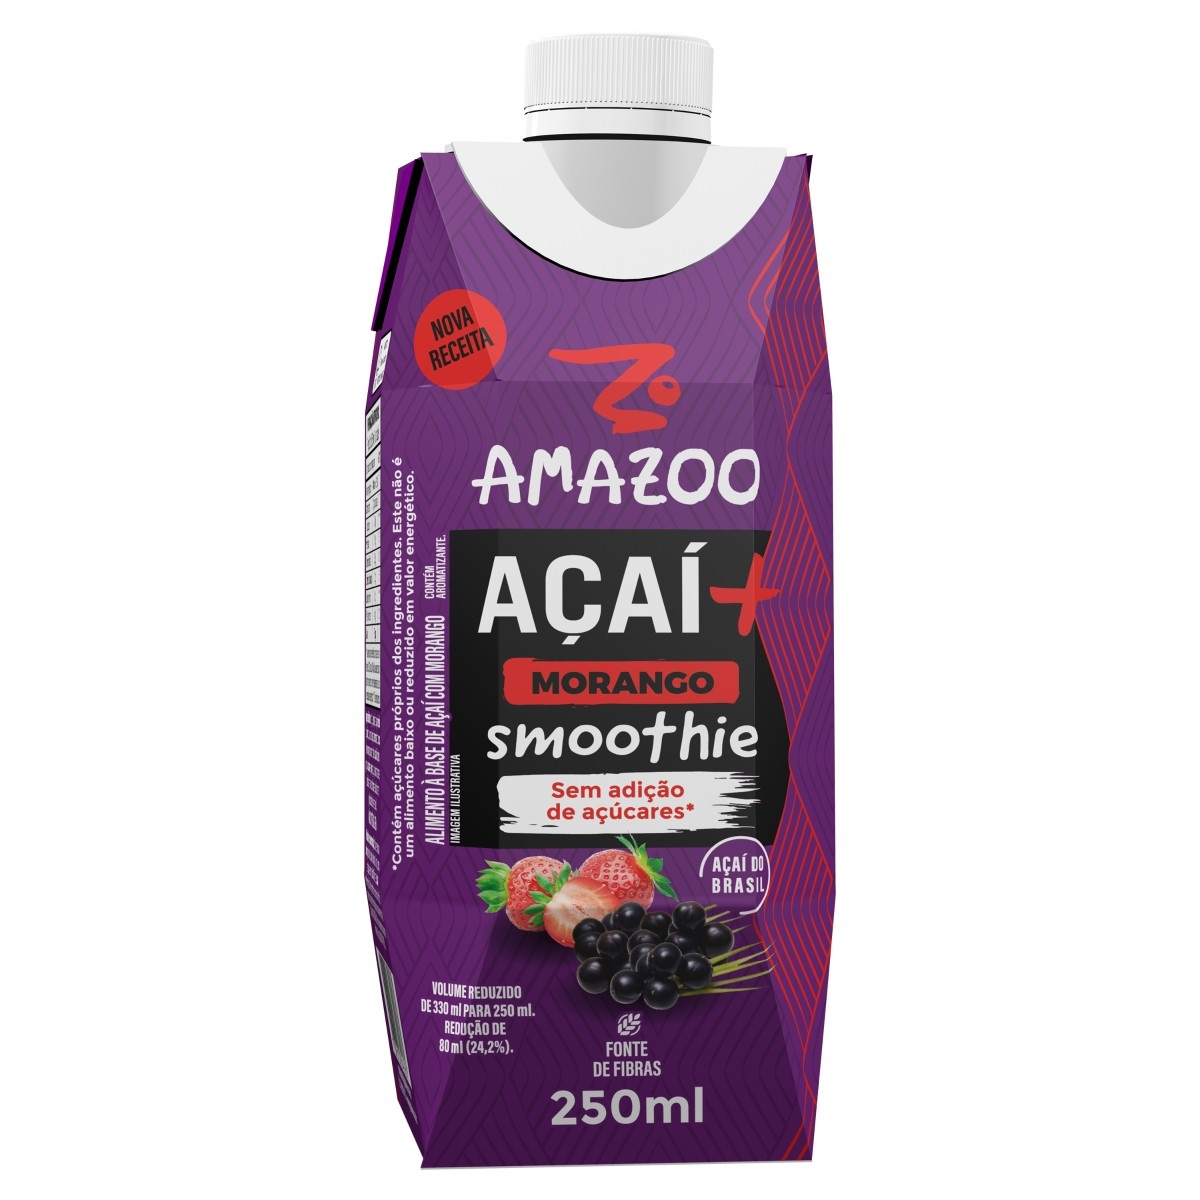 NOVA
RECEITA
AMAZOO
AÇAÍ+
MORANGO
smoothie
Sem adição
de açúcares*
AÇAÍ DO
BRASIL
*Contém açúcares próprios dos ingredientes. Este não é
um alimento baixo ou reduzido em valor energético.
ALIMENTO À BASE DE AÇAÍ COM MORANGO
CONTÉM
AROMATIZANTE.
IMAGEM ILUSTRATIVA
VOLUME REDUZIDO
DE 330 ml PARA 250 ml.
REDUÇÃO DE
80 ml (24,2%).
FONTE
DE FIBRAS
250ml